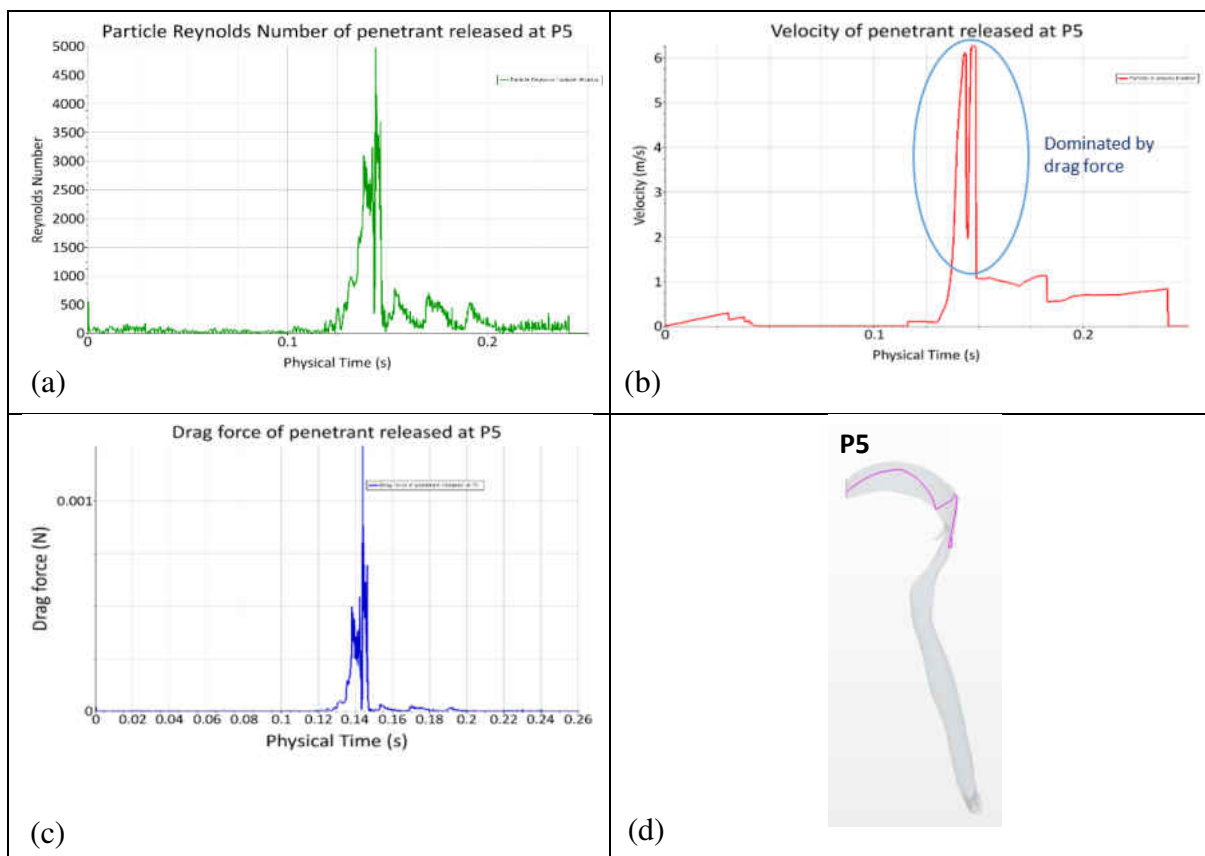 Particle Reynolds Number of penetrant released at P5
5000
4500
4000
3500
3000
2500
2000
1500
1000
500
0
Reynolds Number
0
0.1
0.2
Physical Time (s)
(a)
Velocity of penetrant released at P5
6
5
4
3
2
1
0
Velocity (m/s)
Dominated by
drag force
0.1
0.2
Physical Time (s)
(b)
Drag force of penetrant released at P5
0.001
0
Drag force (N)
0 0.02 0.04 0.06 0.08 0.1 0.12 0.14 0.16 0.18 0.2 0.22 0.24 0.26
Physical Time (s)
(c)
P5
(d)